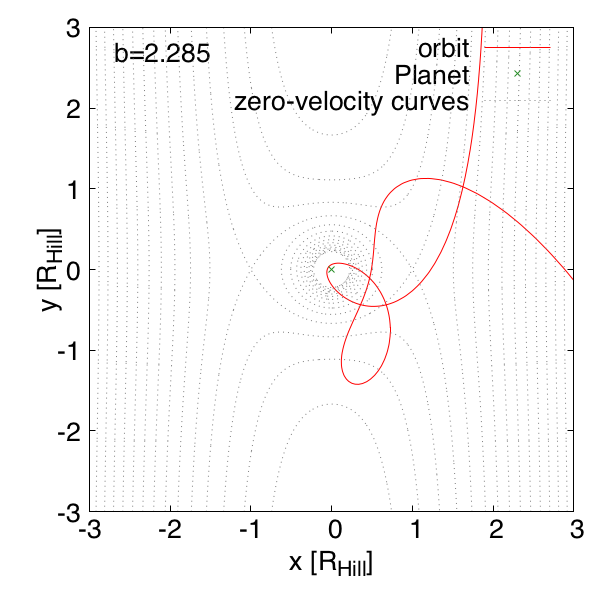 b=2.285
orbit
Planet
zero-velocity curves
3
2
1
0
-1
-2
-3
y [R_Hill]
-3
-2
-1
0
1
2
3
x [R_Hill]